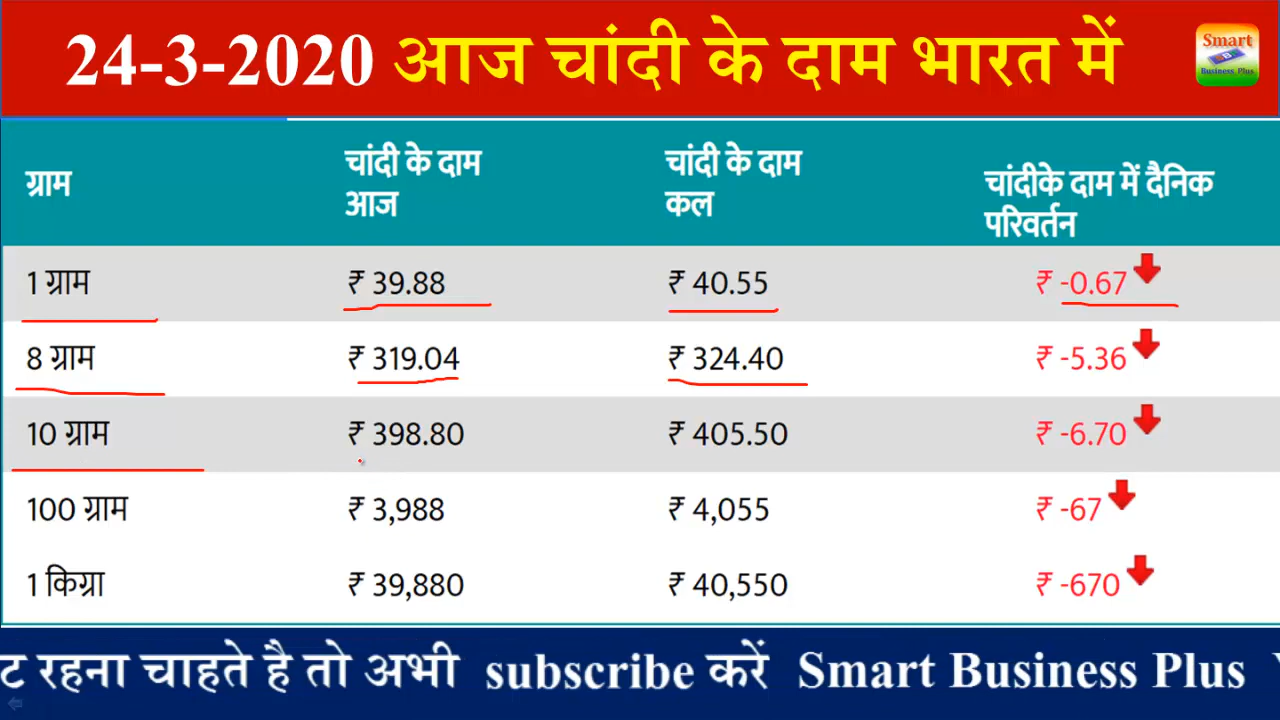 24-3-2020 आज चांदी के दाम भारत में
Smart
Business Plus
ग्राम
चांदी के दाम
आज
चांदी के दाम
कल
चांदीके दाम में दैनिक
परिवर्तन
1 ग्राम ₹ 39.88 ₹ 40.55 ₹ -0.67
8 ग्राम ₹ 319.04 ₹ 324.40 ₹ -5.36
10 ग्राम ₹ 398.80 ₹ 405.50 ₹ -6.70
100 ग्राम ₹ 3,988 ₹ 4,055 ₹ -67
1 किग्रा ₹ 39,880 ₹ 40,550 ₹ -670
रहना चाहते है तो अभी subscribe करें Smart Business Plus